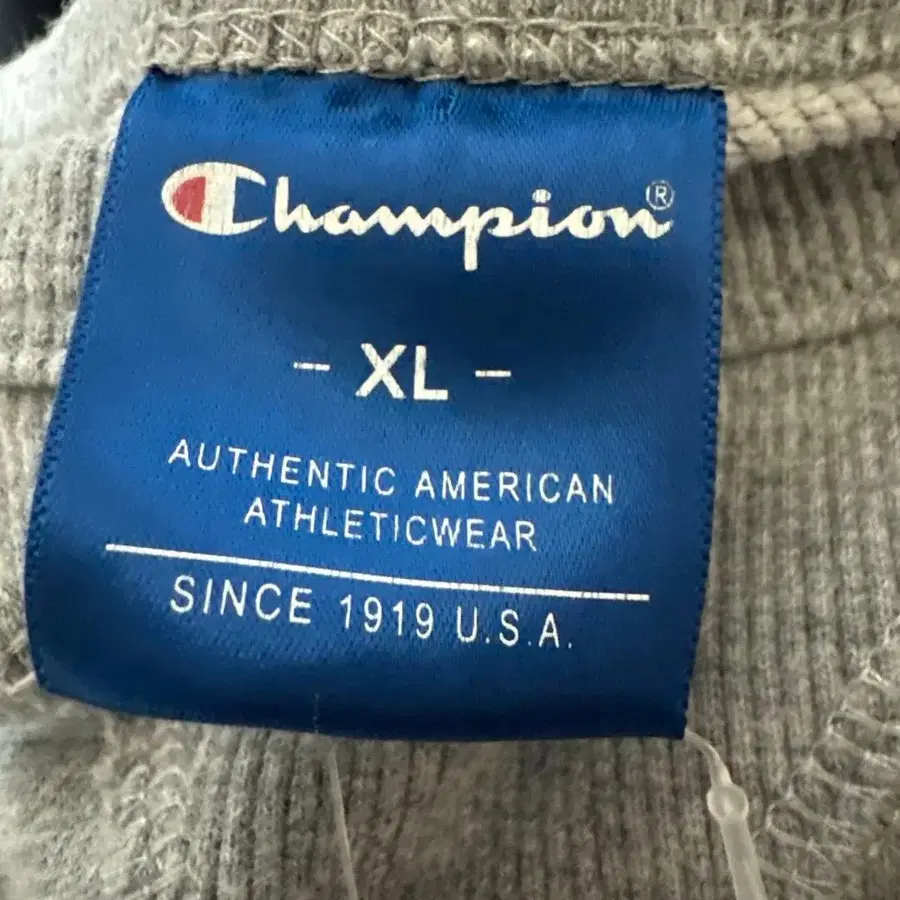 Champion®
- XL -
AUTHENTIC AMERICAN
ATHLETICWEAR
SINCE 1919 U.S.A.